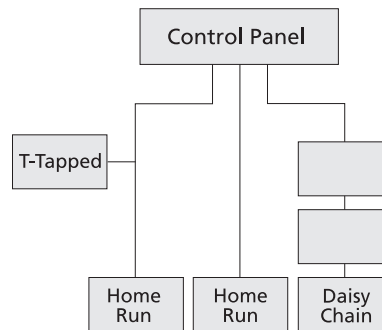 Control Panel
T-Tapped
Home
Run
Home
Run
Daisy
Chain